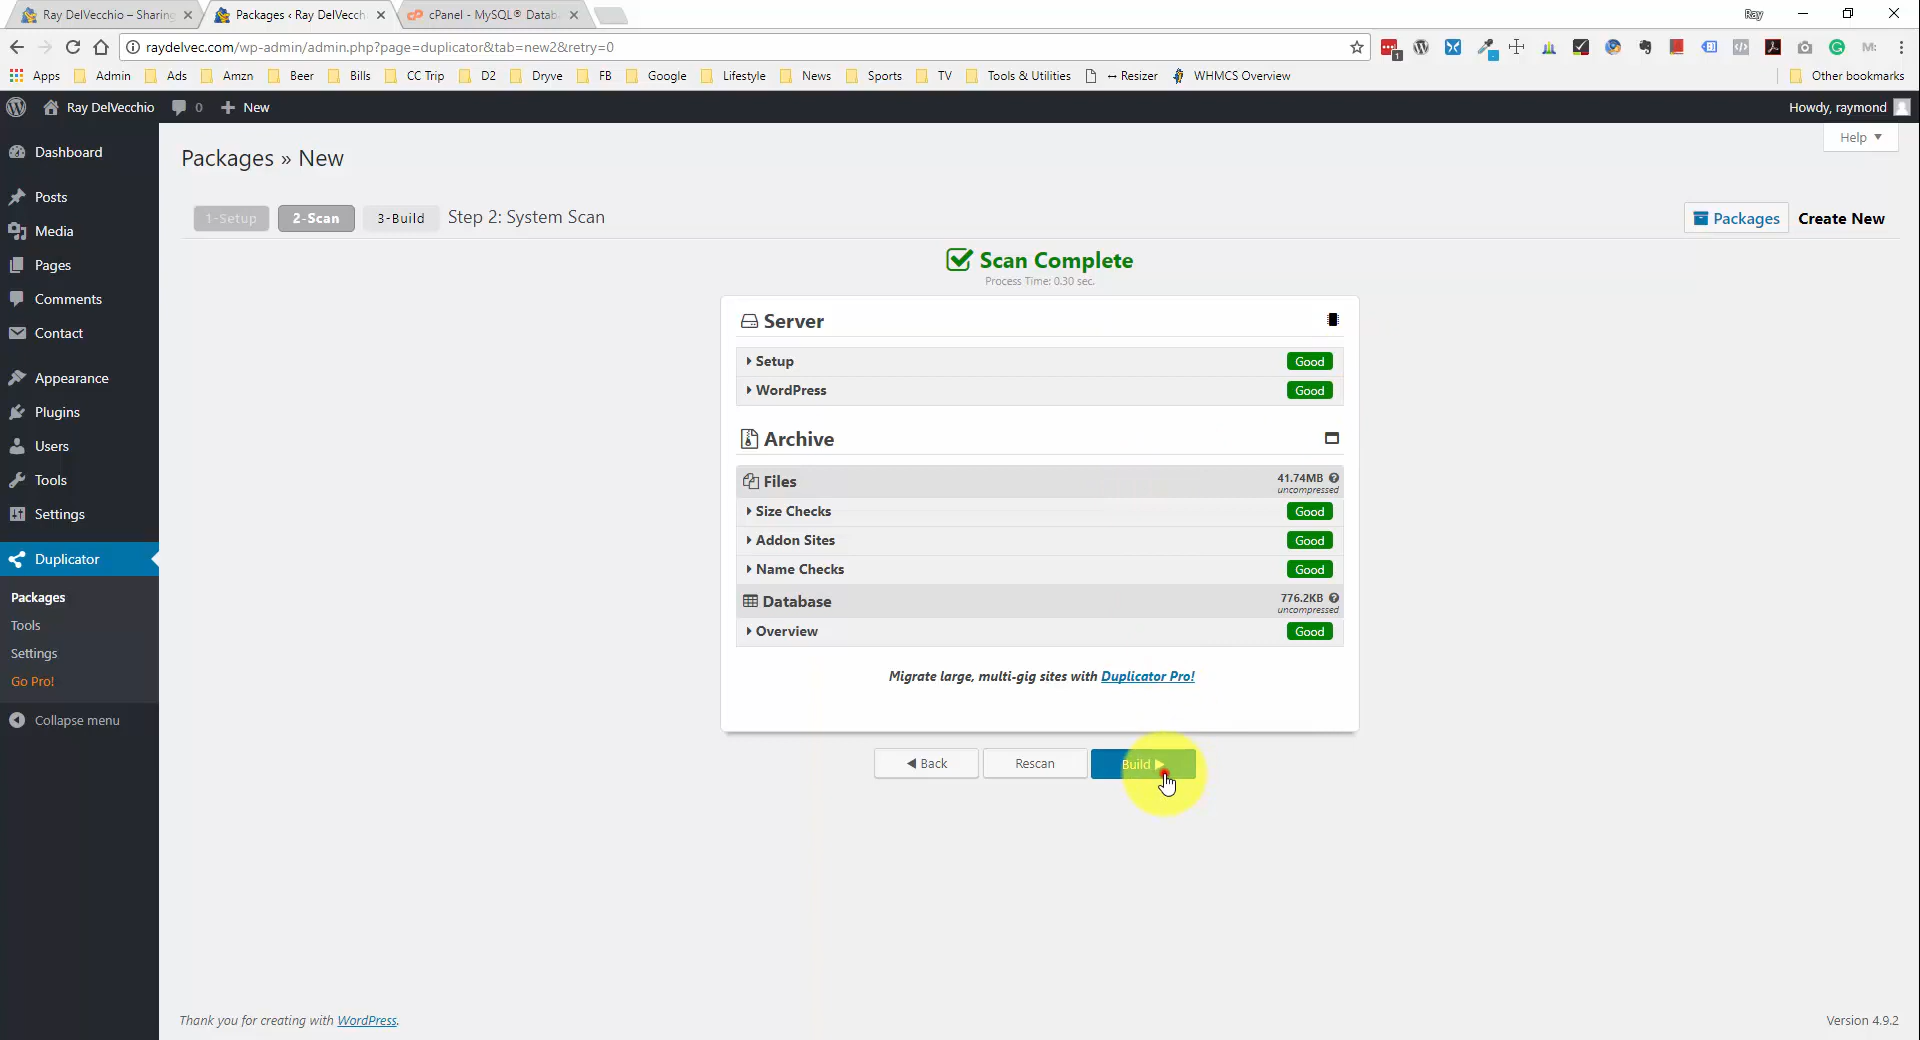 Ray DelVecchio – Sharing
Packages ‹ Ray DelVecch
cPanel - MySQL® Datab
Ray
raydelvec.com/wp-admin/admin.php?page=duplicator&tab=new2&retry=0
1
M:
Apps
Admin
Ads
Amzn
Beer
Bills
CC Trip
D2
Dryve
FB
Google
Lifestyle
News
Sports
TV
Tools & Utilities
↔ Resizer
WHMCS Overview
Other bookmarks
Ray DelVecchio
0
New
Howdy, raymond
Dashboard
Posts
Media
Pages
Comments
Contact
Appearance
Plugins
Users
Tools
Settings
Duplicator
Packages
Tools
Settings
Go Pro!
Collapse menu
Help
Packages » New
1-Setup
2-Scan
3-Build
Step 2: System Scan
Packages
Create New
Scan Complete
Process Time: 0.30 sec.
Server
Setup
Good
WordPress
Good
Archive
Files
41.74MB
uncompressed
Size Checks
Good
Addon Sites
Good
Name Checks
Good
Database
776.2KB
uncompressed
Overview
Good
Migrate large, multi-gig sites with Duplicator Pro!
◀ Back
Rescan
Build ▶
Thank you for creating with WordPress.
Version 4.9.2